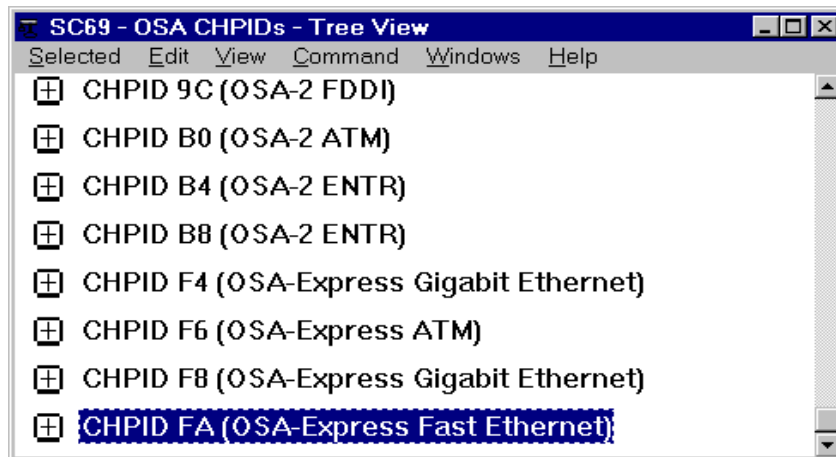 SC69 - OSA CHPIDs - Tree View
Selected Edit View Command Windows Help
CHPID 9C (OSA-2 FDDI)
CHPID B0 (OSA-2 ATM)
CHPID B4 (OSA-2 ENTR)
CHPID B8 (OSA-2 ENTR)
CHPID F4 (OSA-Express Gigabit Ethernet)
CHPID F6 (OSA-Express ATM)
CHPID F8 (OSA-Express Gigabit Ethernet)
CHPID FA (OSA-Express Fast Ethernet)